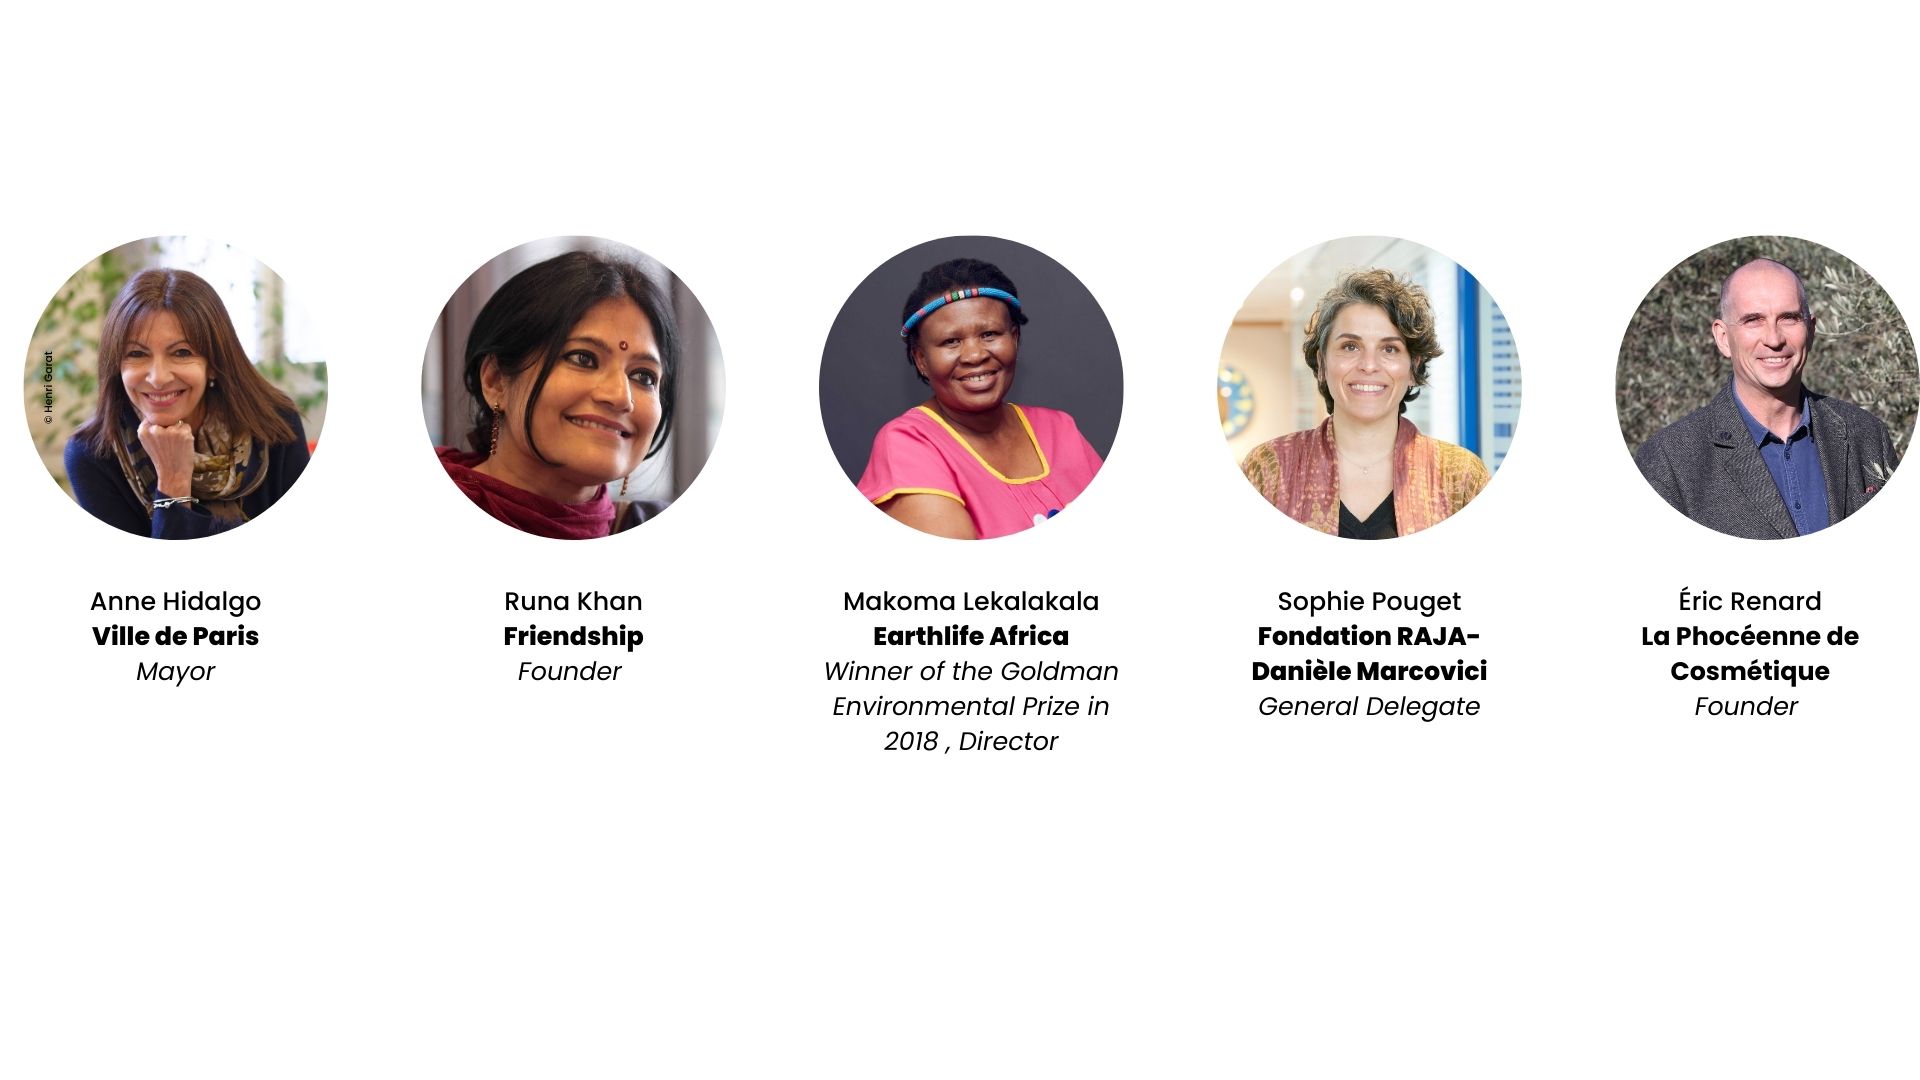 © Henri Garat
Anne Hidalgo
Ville de Paris
Mayor
Runa Khan
Friendship
Founder
Makoma Lekalakala
Earthlife Africa
Winner of the Goldman
Environmental Prize in
2018 , Director
Sophie Pouget
Fondation RAJA-
Danièle Marcovici
General Delegate
Éric Renard
La Phocéenne de
Cosmétique
Founder